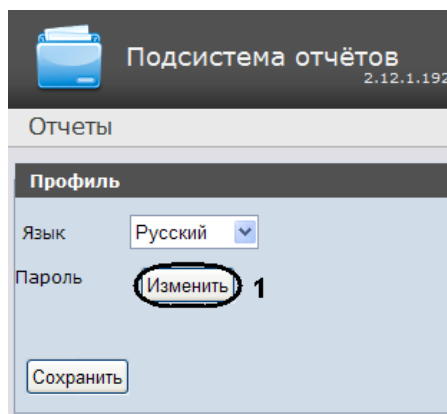 Подсистема отчётов
2.12.1.192
Отчеты
Профиль
Язык Русский
Пароль Изменить 1
Сохранить